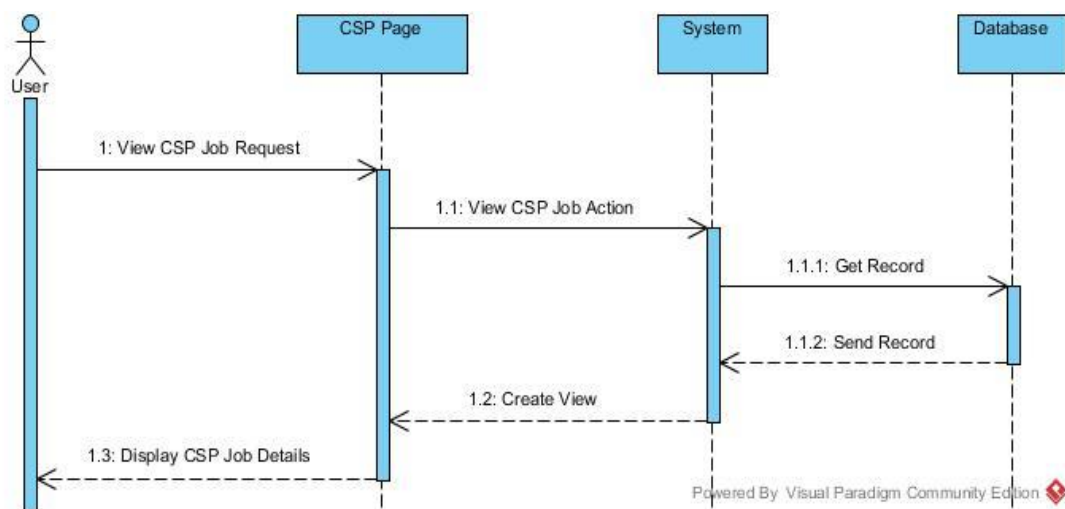 CSP Page
System
Database
User
1: View CSP Job Request
1.1: View CSP Job Action
1.1.1: Get Record
1.1.2: Send Record
1.2: Create View
1.3: Display CSP Job Details
Powered By Visual Paradigm Community Edition